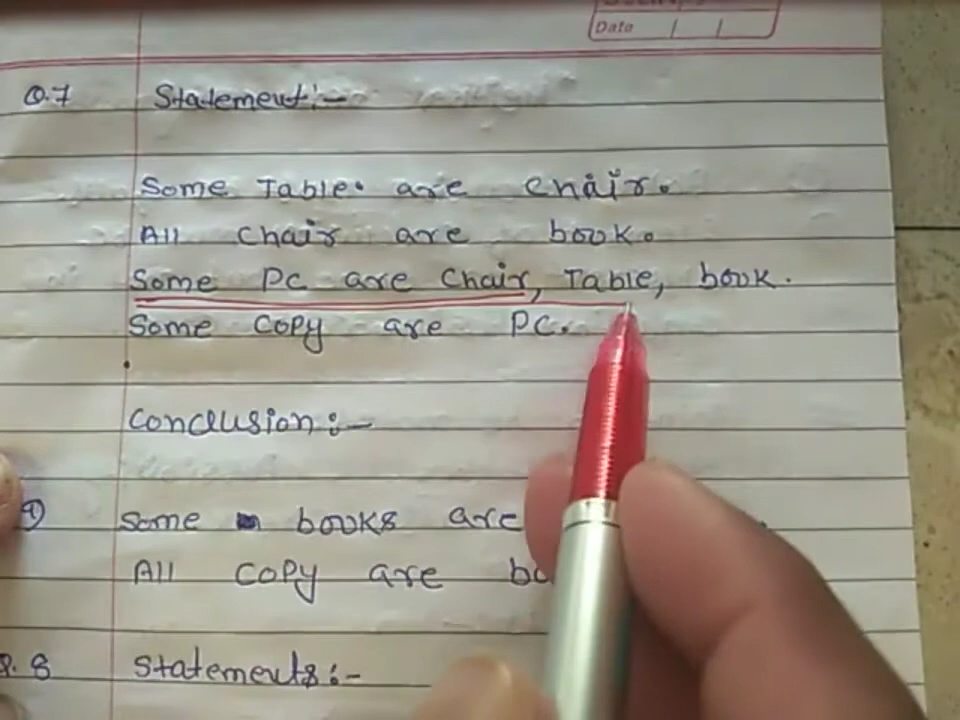 Date
Q.7 Statement:-
Some Table. are chair.
All chair are book.
Some PC are Chair, Table, book.
Some Copy are PC.
Conclusion:-
Some books are
All Copy are
8 Statements:-